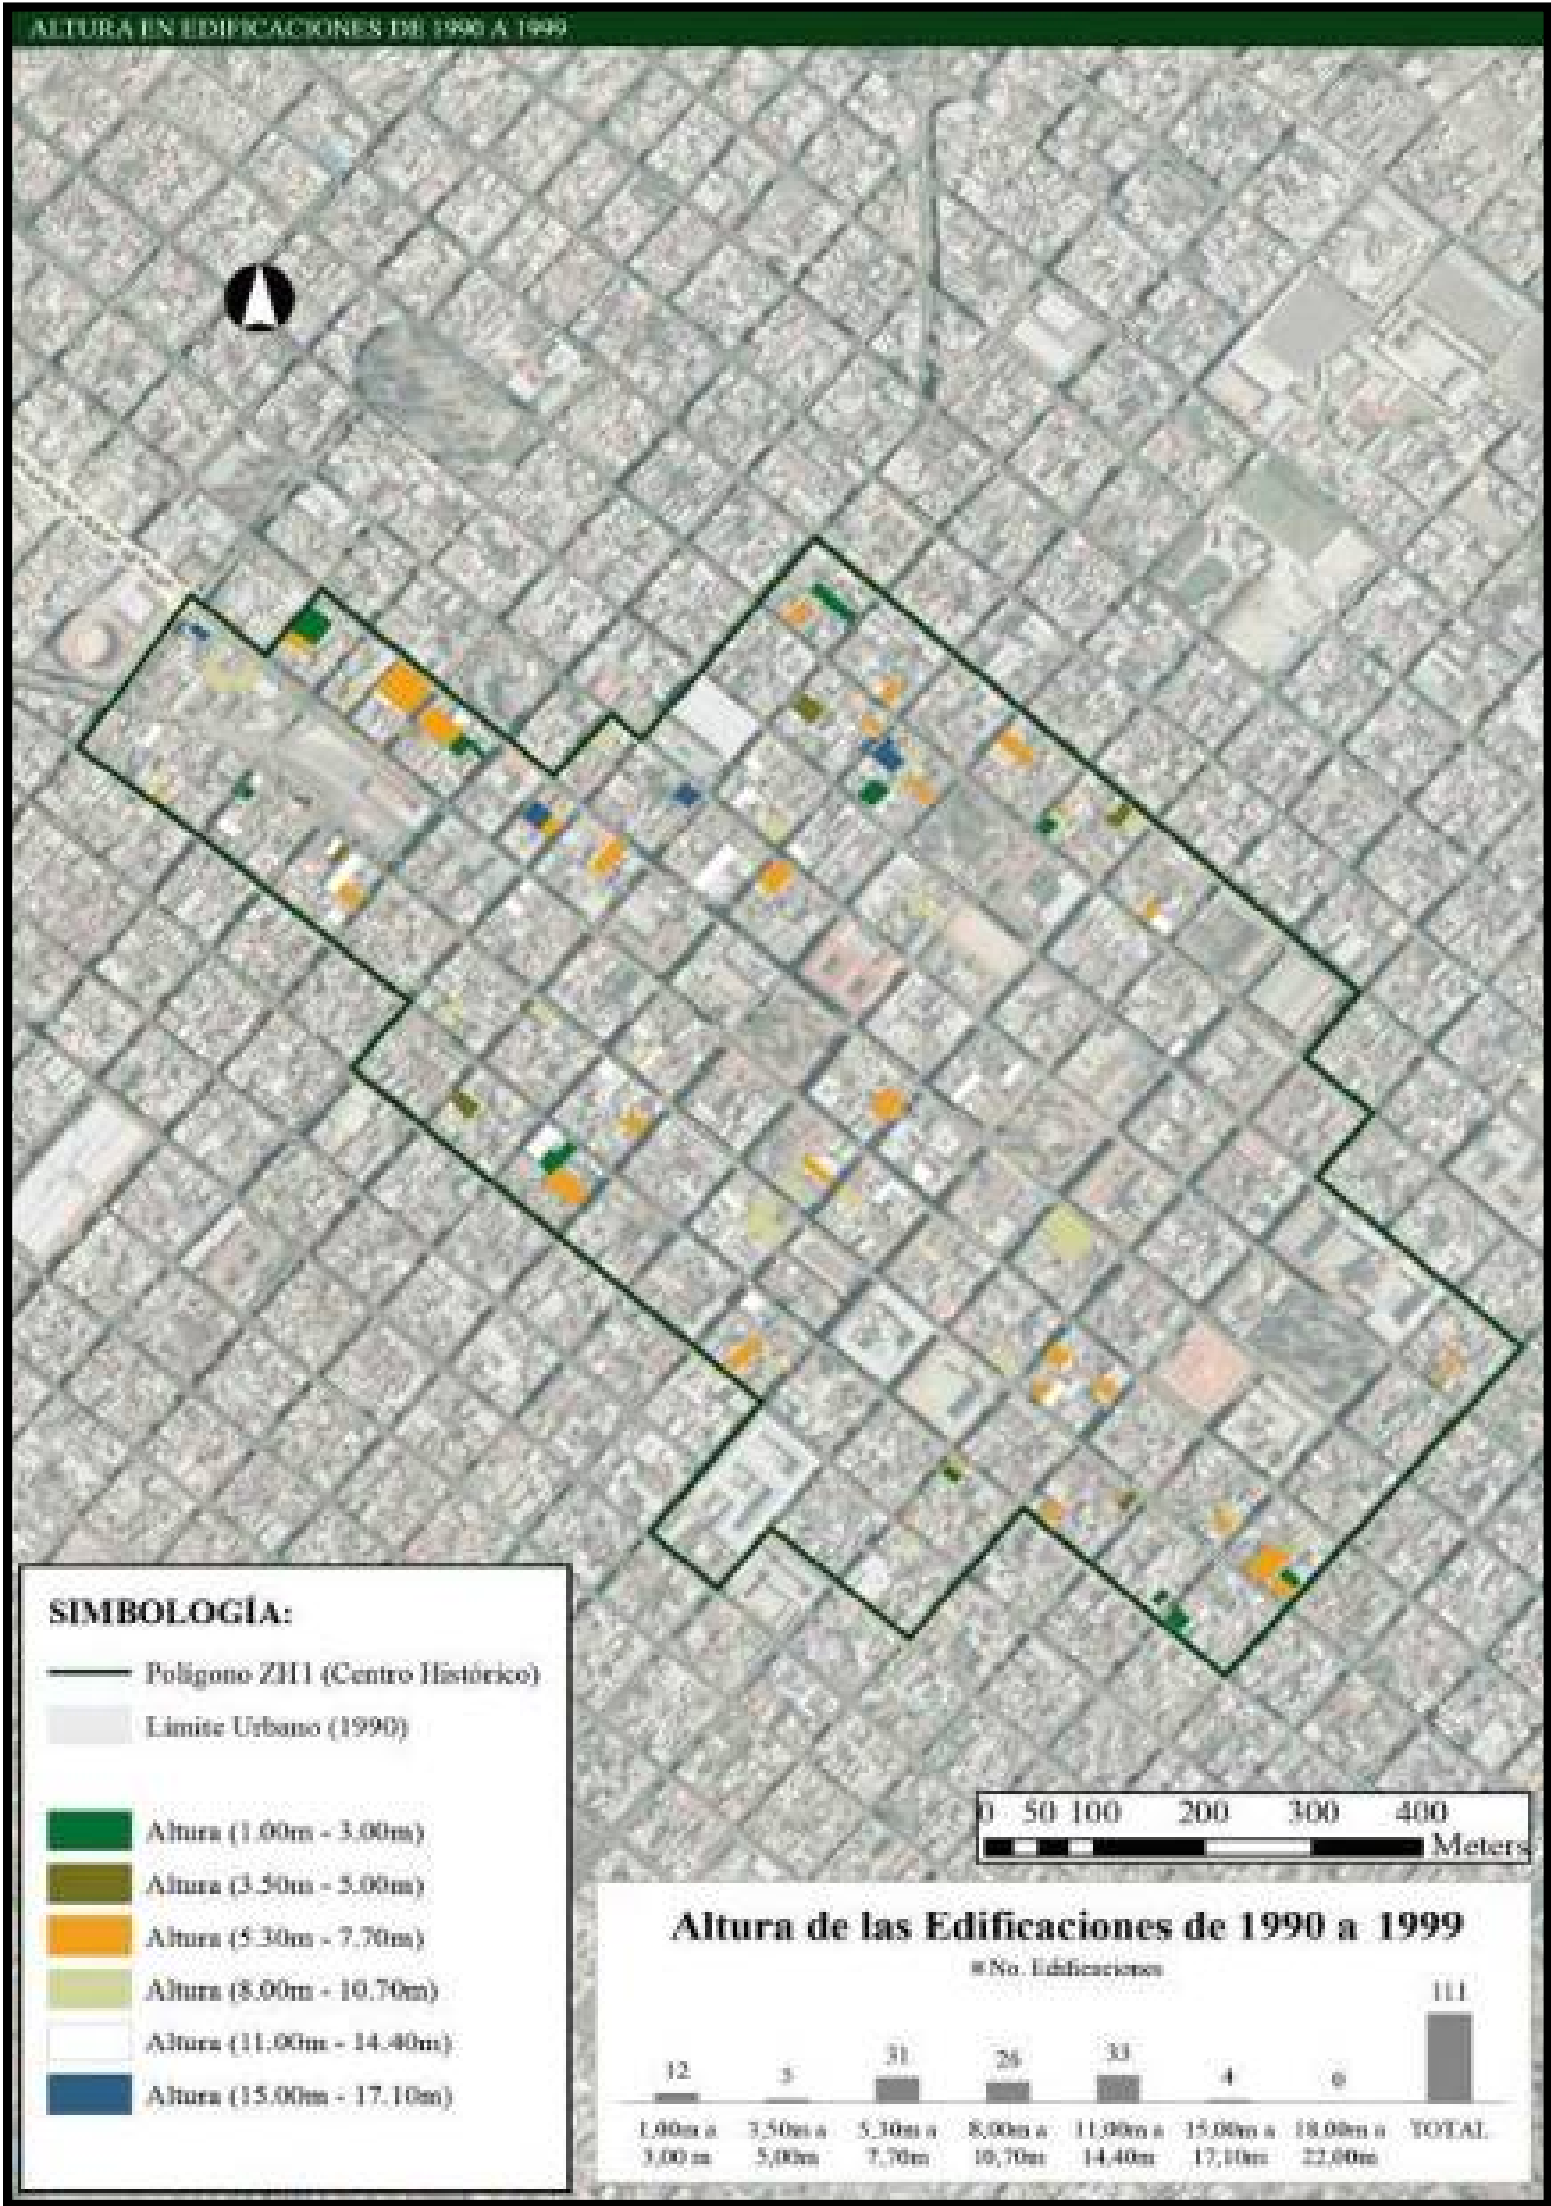 ALTURA EN EDIFICACIONES DE 1990 A 1999
SIMBOLOGÍA:
Polígono ZH1 (Centro Histórico)
Límite Urbano (1990)
Altura (1.00m - 3.00m)
Altura (3.50m - 5.00m)
Altura (5.30m - 7.70m)
Altura (8.00m - 10.70m)
Altura (11.00m - 14.40m)
Altura (15.00m - 17.10m)
0 50 100 200 300 400
Meters
Altura de las Edificaciones de 1990 a 1999
No. Edificaciones
12 5 31 26 33 4 0 111
1,00m a 3,50m a 5,30m a 8,00m a 11,00m a 15,00m a 18,00m a TOTAL
3,00 m 5,00m 7,70m 10,70m 14,40m 17,10m 22,00m